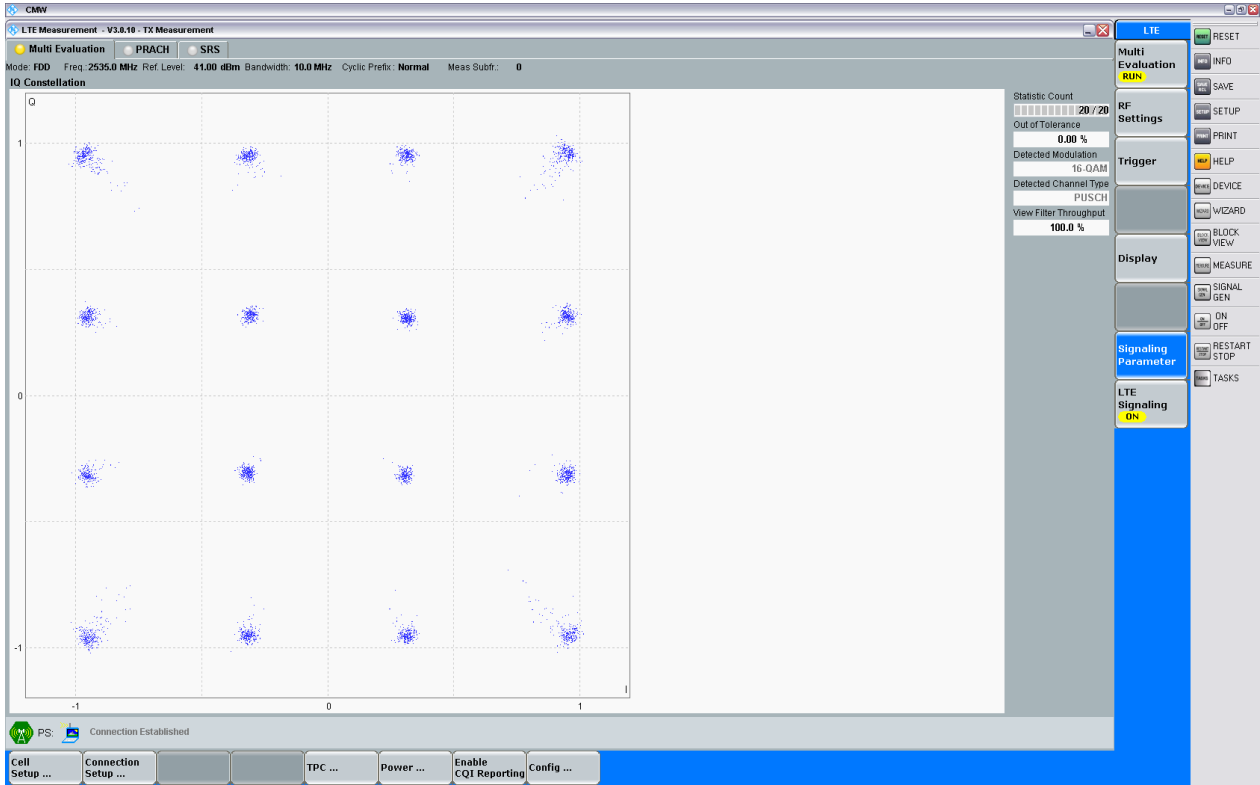 CMW
LTE Measurement - V3.0.10 - TX Measurement
Multi Evaluation PRACH SRS
Mode: FDD Freq.:2535.0 MHz Ref. Level: 41.00 dBm Bandwidth: 10.0 MHz Cyclic Prefix: Normal Meas Subfr.: 0
IQ Constellation
Q
1
0
-1
-1 0 1
I
Statistic Count
20 / 20
Out of Tolerance
0.00 %
Detected Modulation
16-QAM
Detected Channel Type
PUSCH
View Filter Throughput
100.0 %
LTE
Multi
Evaluation
RUN
RF
Settings
Trigger
Display
Signaling
Parameter
LTE
Signaling
ON
RESET
INFO
SAVE
SETUP
PRINT
HELP
DEVICE
WIZARD
BLOCK
VIEW
MEASURE
SIGNAL
GEN
ON
OFF
RESTART
STOP
TASKS
PS: Connection Established
Cell
Setup ...
Connection
Setup ...
TPC ...
Power ...
Enable
CQI Reporting
Config ...